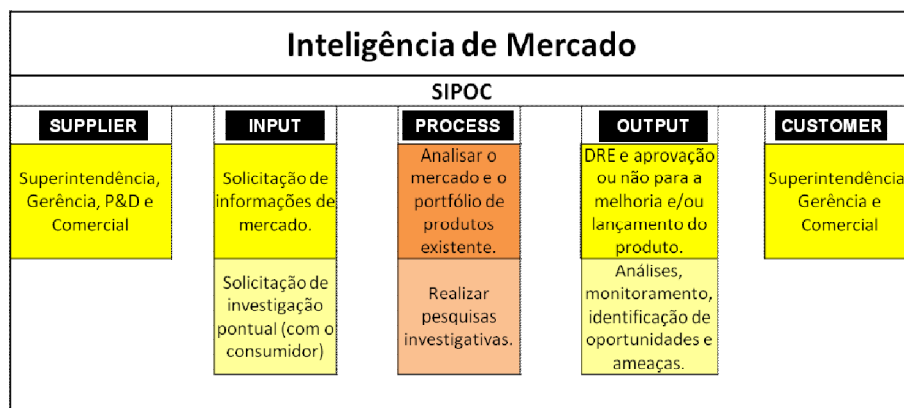 Inteligência de Mercado
SIPOC
SUPPLIER
INPUT
PROCESS
OUTPUT
CUSTOMER
Superintendência,
Gerência, P&D e
Comercial
Solicitação de
informações de
mercado.
Analisar o
mercado e o
portfólio de
produtos
existente.
DRE e aprovação
ou não para a
melhoria e/ou
lançamento do
produto.
Superintendência
Gerência e
Comercial
Solicitação de
investigação
pontual (com o
consumidor)
Realizar
pesquisas
investigativas.
Análises,
monitoramento,
identificação de
oportunidades e
ameaças.